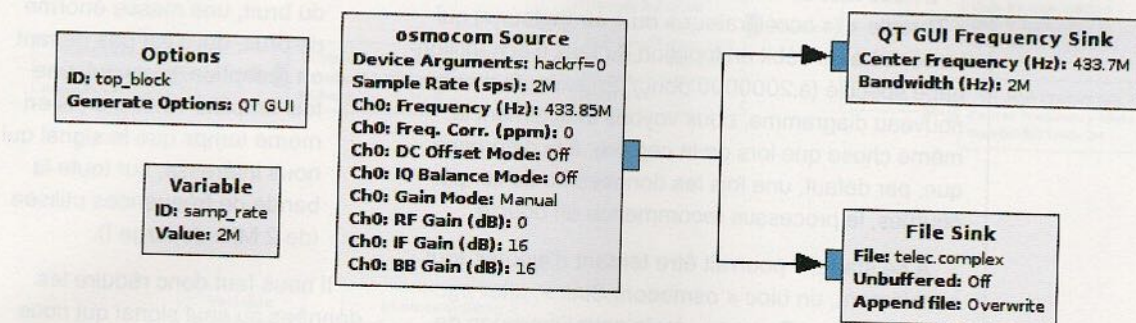 Options
ID: top_block
Generate Options: QT GUI
Variable
ID: samp_rate
Value: 2M
osmocom Source
Device Arguments: hackrf=0
Sample Rate (sps): 2M
Ch0: Frequency (Hz): 433.85M
Ch0: Freq. Corr. (ppm): 0
Ch0: DC Offset Mode: Off
Ch0: IQ Balance Mode: Off
Ch0: Gain Mode: Manual
Ch0: RF Gain (dB): 0
Ch0: IF Gain (dB): 16
Ch0: BB Gain (dB): 16
QT GUI Frequency Sink
Center Frequency (Hz): 433.7M
Bandwidth (Hz): 2M
File Sink
File: telec.complex
Unbuffered: Off
Append file: Overwrite